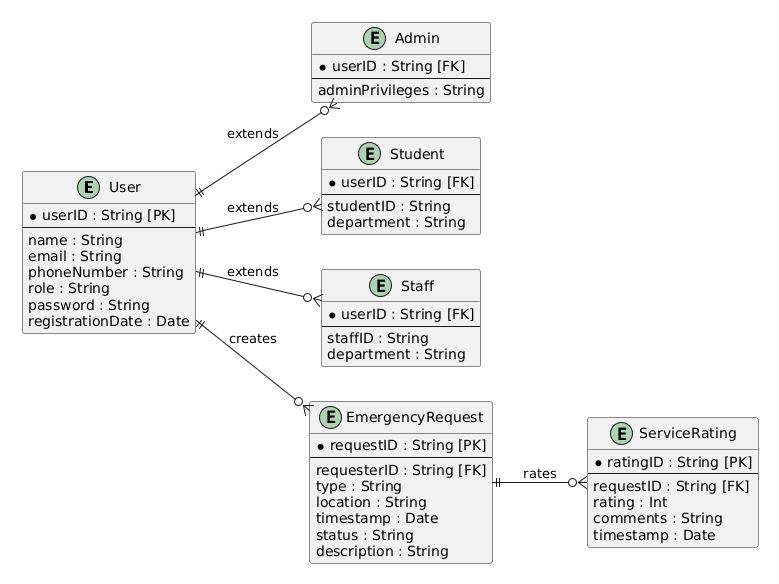 E Admin
* userID : String [FK]
adminPrivileges : String
extends
E Student
* userID : String [FK]
studentID : String
department : String
extends
E User
* userID : String [PK]
name : String
email : String
phoneNumber : String
role : String
password : String
registrationDate : Date
extends
E Staff
* userID : String [FK]
staffID : String
department : String
creates
E EmergencyRequest
* requestID : String [PK]
requesterID : String [FK]
type : String
location : String
timestamp : Date
status : String
description : String
rates
E ServiceRating
* ratingID : String [PK]
requestID : String [FK]
rating : Int
comments : String
timestamp : Date